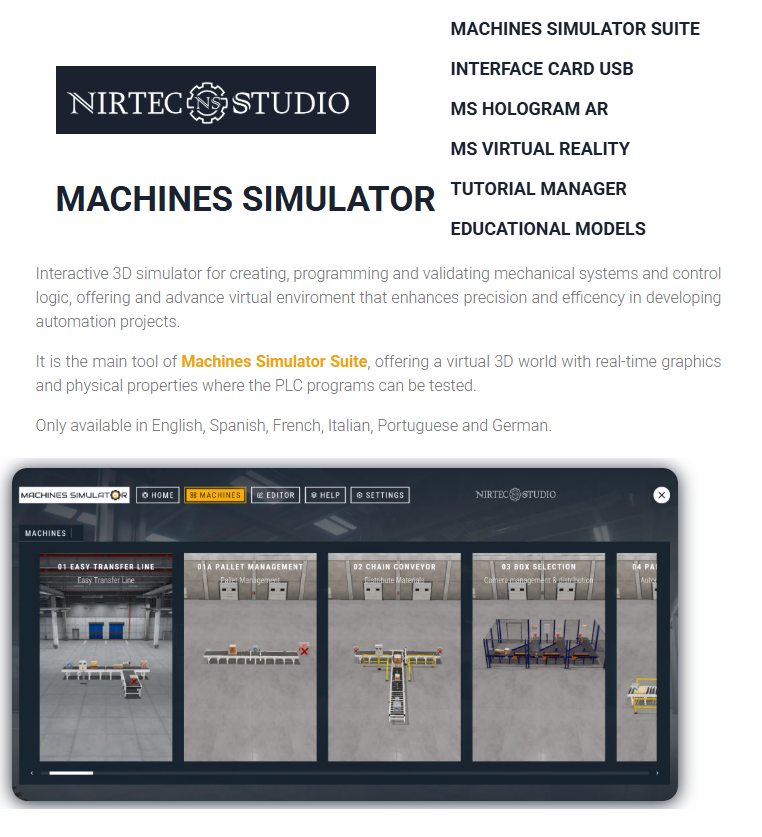 MACHINES SIMULATOR SUITE
INTERFACE CARD USB
MS HOLOGRAM AR
MS VIRTUAL REALITY
TUTORIAL MANAGER
EDUCATIONAL MODELS
NIRTEC NS STUDIO
MACHINES SIMULATOR
Interactive 3D simulator for creating, programming and validating mechanical systems and control
logic, offering and advance virtual enviroment that enhances precision and efficency in developing
automation projects.
It is the main tool of Machines Simulator Suite, offering a virtual 3D world with real-time graphics
and physical properties where the PLC programs can be tested.
Only available in English, Spanish, French, Italian, Portuguese and German.
MACHINES SIMULATOR HOME MACHINES EDITOR HELP SETTINGS NIRTEC NS STUDIO
MACHINES
01 EASY TRANSFER LINE
Easy Transfer Line
01A PALLET MANAGEMENT
Pallet Management
02 CHAIN CONVEYOR
Distribute Materials
03 BOX SELECTION
Camera management & distribution
04 PA
Auto